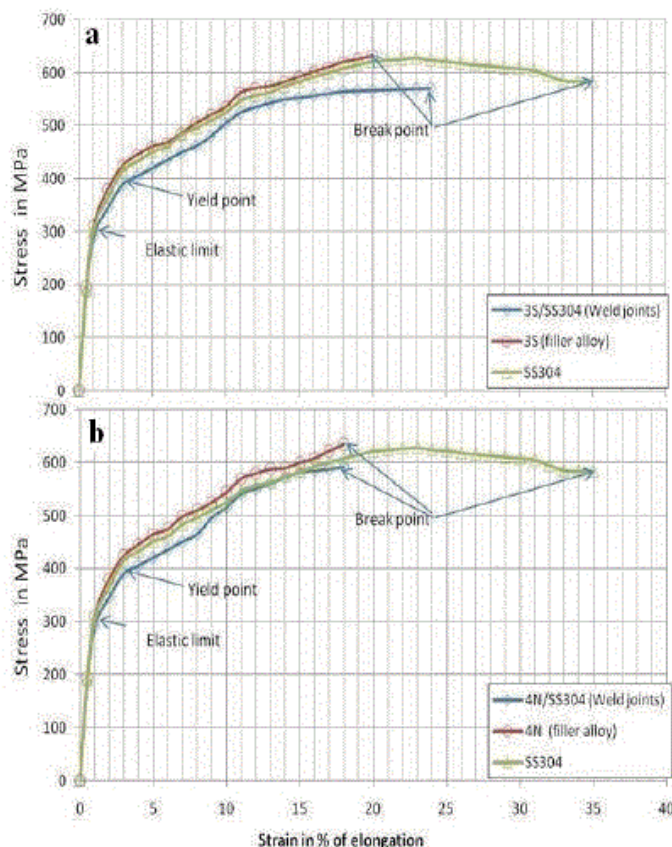 a
Stress in MPa
700
600
500
400
300
200
100
0
Break point
Yield point
Elastic limit
3S/SS304 (Weld joints)
3S (filler alloy)
SS304
b
Stress in MPa
700
600
500
400
300
200
100
0
Break point
Yield point
Elastic limit
4N/SS304 (Weld joints)
4N (filler alloy)
SS304
0 5 10 15 20 25 30 35 40
Strain in % of elongation